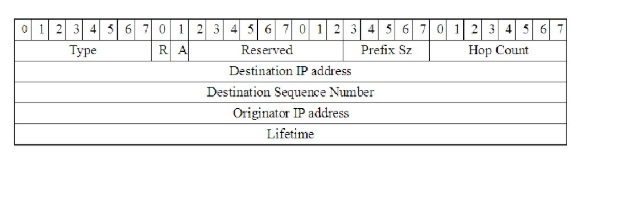 0 1 2 3 4 5 6 7 0 1 2 3 4 5 6 7 0 1 2 3 4 5 6 7 0 1 2 3 4 5 6 7
Type R A Reserved Prefix Sz Hop Count
Destination IP address
Destination Sequence Number
Originator IP address
Lifetime